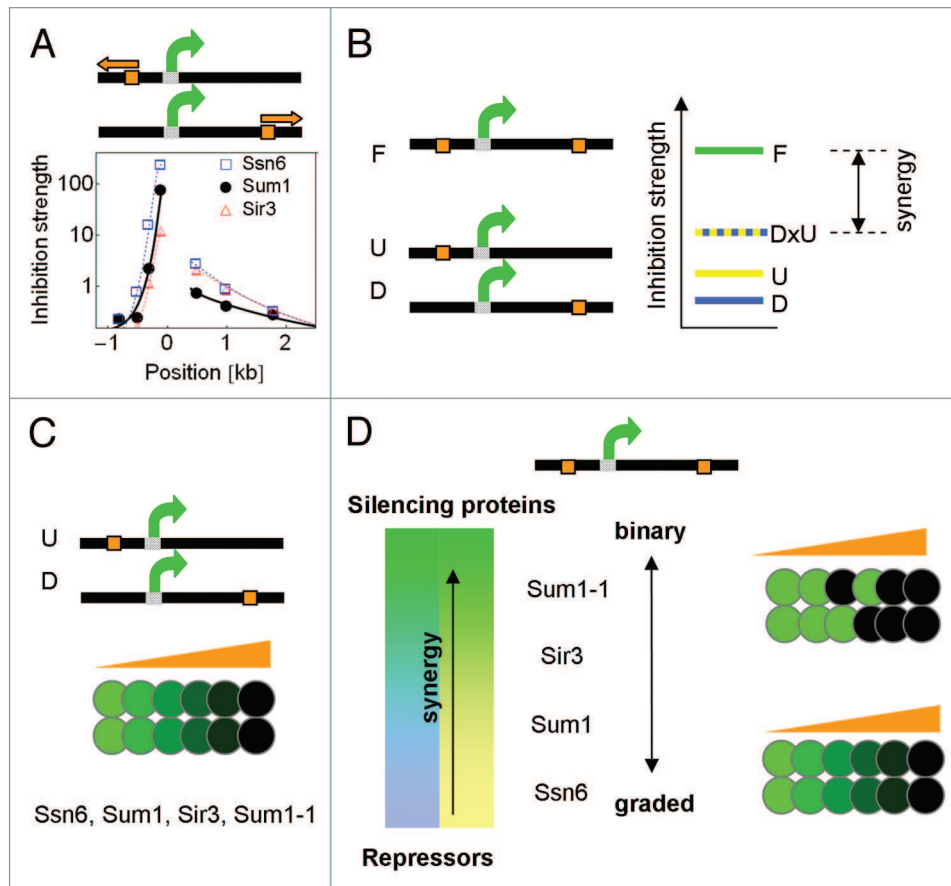 A
Ssn6
Sum1
Sir3
Inhibition strength
100
10
1
−1 0 1 2
Position [kb]
B
F
U
D
Inhibition strength
F
DxU
U
D
synergy
C
U
D
Ssn6, Sum1, Sir3, Sum1-1
D
Silencing proteins
synergy
Repressors
binary
Sum1-1
Sir3
Sum1
Ssn6
graded